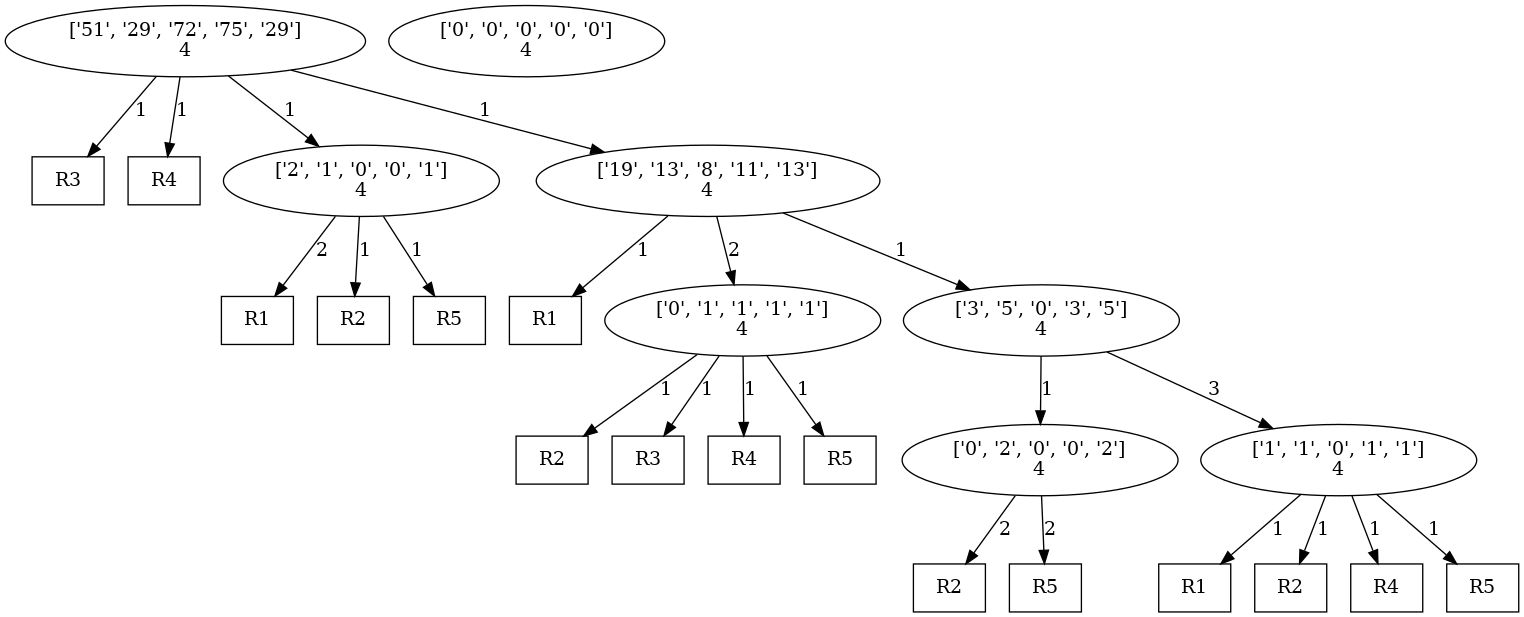 ['51', '29', '72', '75', '29']
4
['0', '0', '0', '0', '0']
4
1
1
1
1
R3
R4
['2', '1', '0', '0', '1']
4
['19', '13', '8', '11', '13']
4
2
1
1
1
2
1
R1
R2
R5
R1
['0', '1', '1', '1', '1']
4
['3', '5', '0', '3', '5']
4
1
1
1
1
1
3
R2
R3
R4
R5
['0', '2', '0', '0', '2']
4
['1', '1', '0', '1', '1']
4
2
2
1
1
1
1
R2
R5
R1
R2
R4
R5